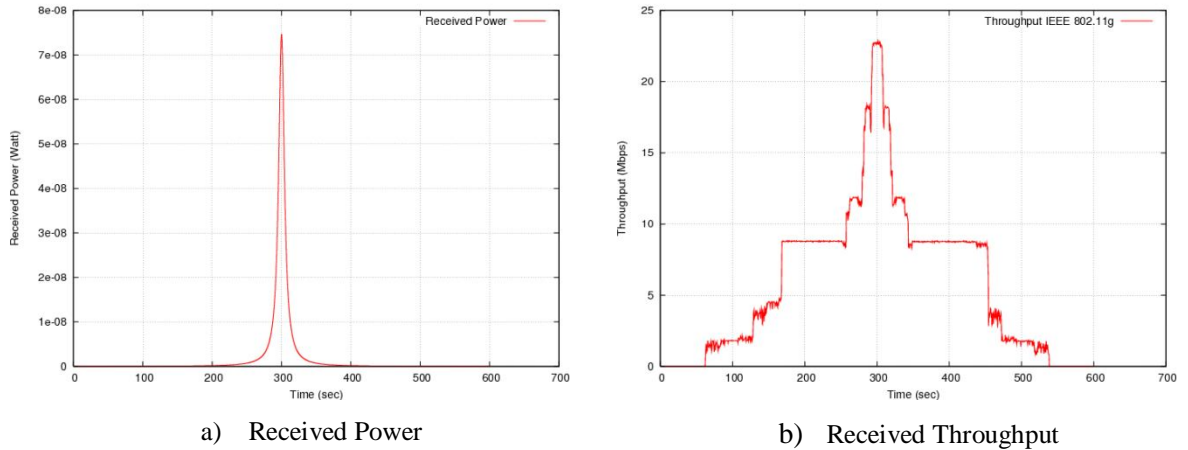 8e-08
7e-08
6e-08
5e-08
4e-08
3e-08
2e-08
1e-08
0
0 100 200 300 400 500 600 700
Received Power (Watt)
Time (sec)
Received Power
a) Received Power
25
20
15
10
5
0
0 100 200 300 400 500 600 700
Throughput (Mbps)
Time (sec)
Throughput IEEE 802.11g
b) Received Throughput